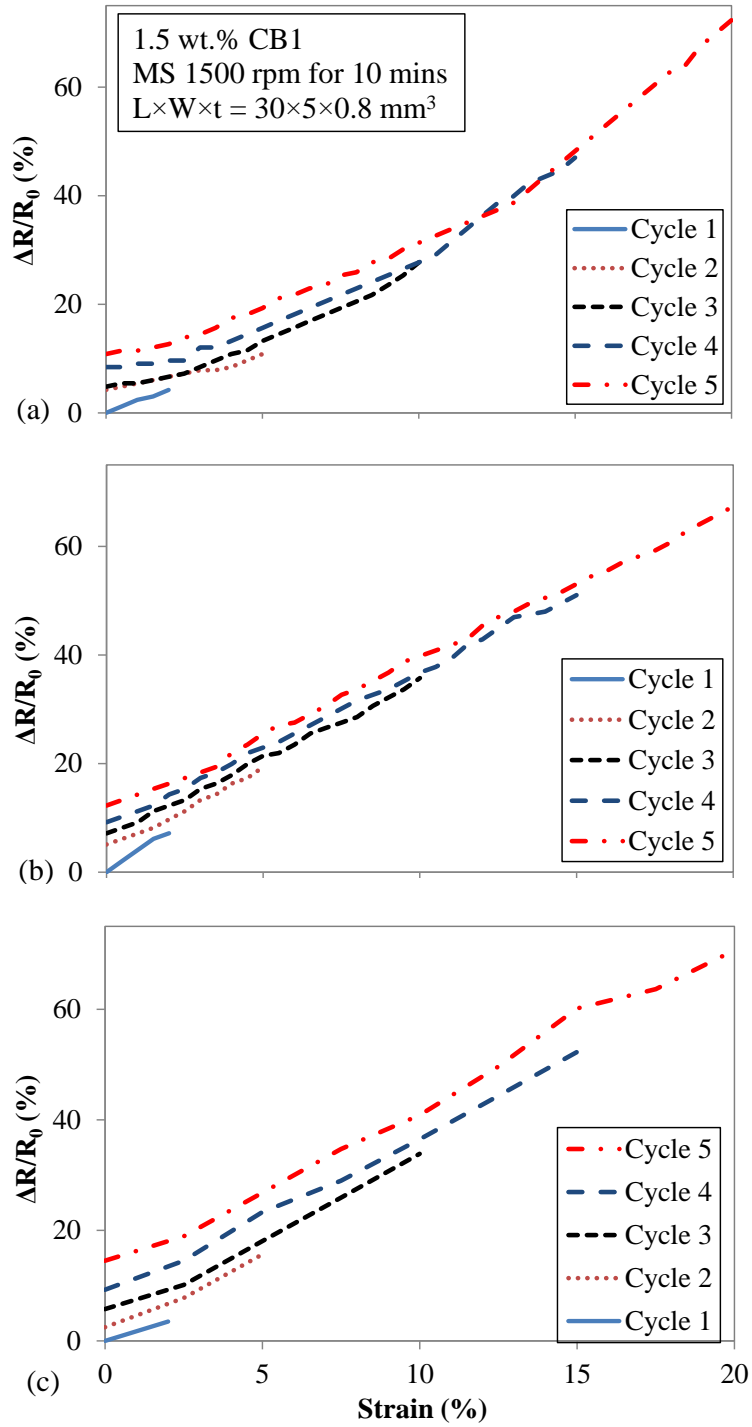 1.5 wt.% CB1
MS 1500 rpm for 10 mins
L×W×t = 30×5×0.8 mm³
60
40
20
0
ΔR/R₀ (%)
Cycle 1
Cycle 2
Cycle 3
Cycle 4
Cycle 5
(a)
60
40
20
0
ΔR/R₀ (%)
Cycle 1
Cycle 2
Cycle 3
Cycle 4
Cycle 5
(b)
60
40
20
0
ΔR/R₀ (%)
Cycle 5
Cycle 4
Cycle 3
Cycle 2
Cycle 1
(c)
0 5 10 15 20
Strain (%)